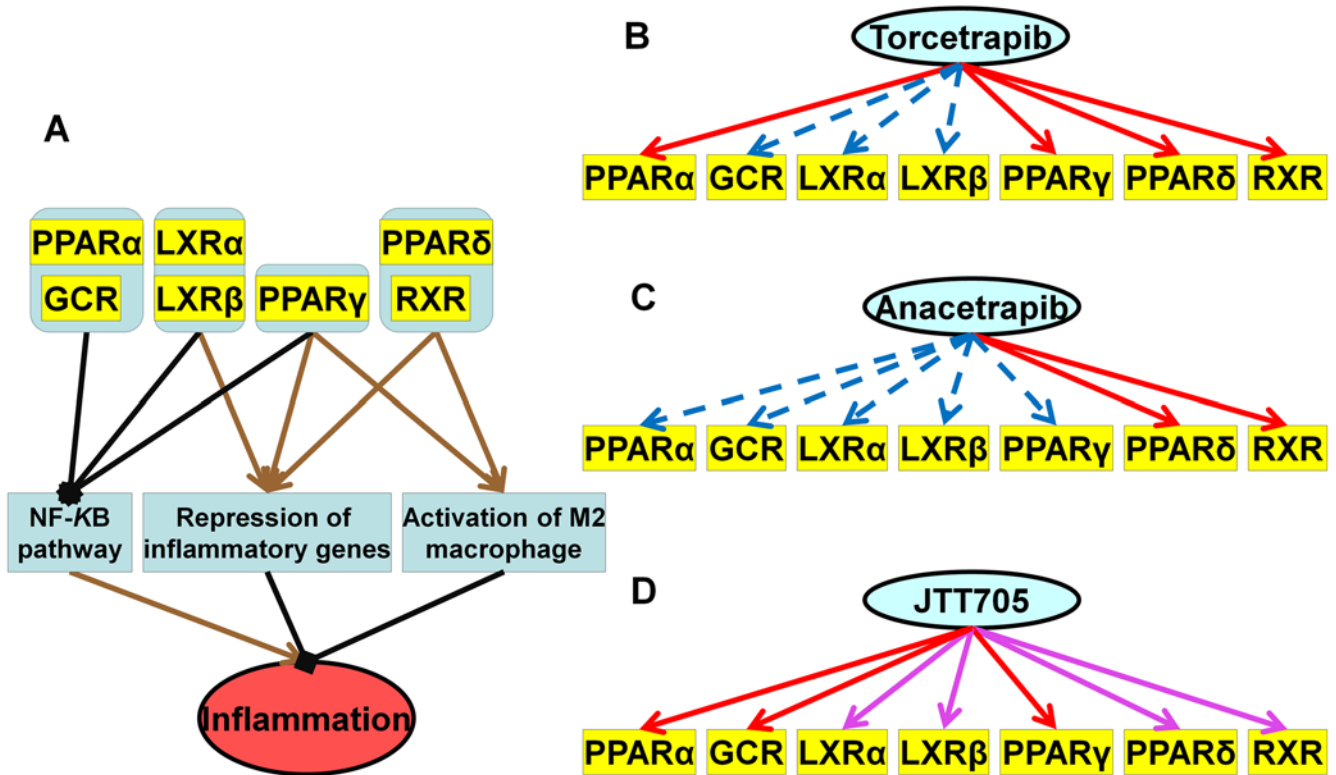 A
PPARα
GCR
LXRα
LXRβ
PPARγ
PPARδ
RXR
NF-KB
pathway
Repression of
inflammatory genes
Activation of M2
macrophage
Inflammation
B
Torcetrapib
PPARα GCR LXRα LXRβ PPARγ PPARδ RXR
C
Anacetrapib
PPARα GCR LXRα LXRβ PPARγ PPARδ RXR
D
JTT705
PPARα GCR LXRα LXRβ PPARγ PPARδ RXR